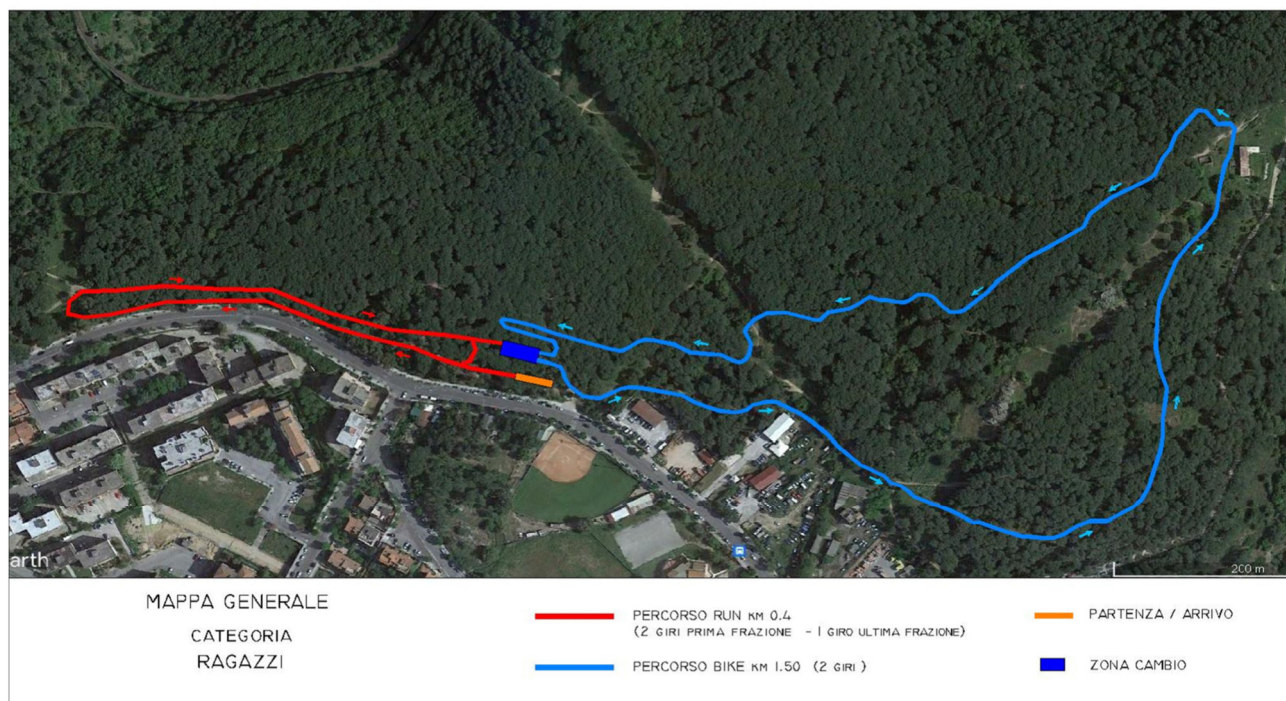 arth
200 m
MAPPA GENERALE
CATEGORIA
RAGAZZI
PERCORSO RUN KM 0.4
(2 GIRI PRIMA FRAZIONE - 1 GIRO ULTIMA FRAZIONE)
PERCORSO BIKE KM 1.50 (2 GIRI)
PARTENZA / ARRIVO
ZONA CAMBIO